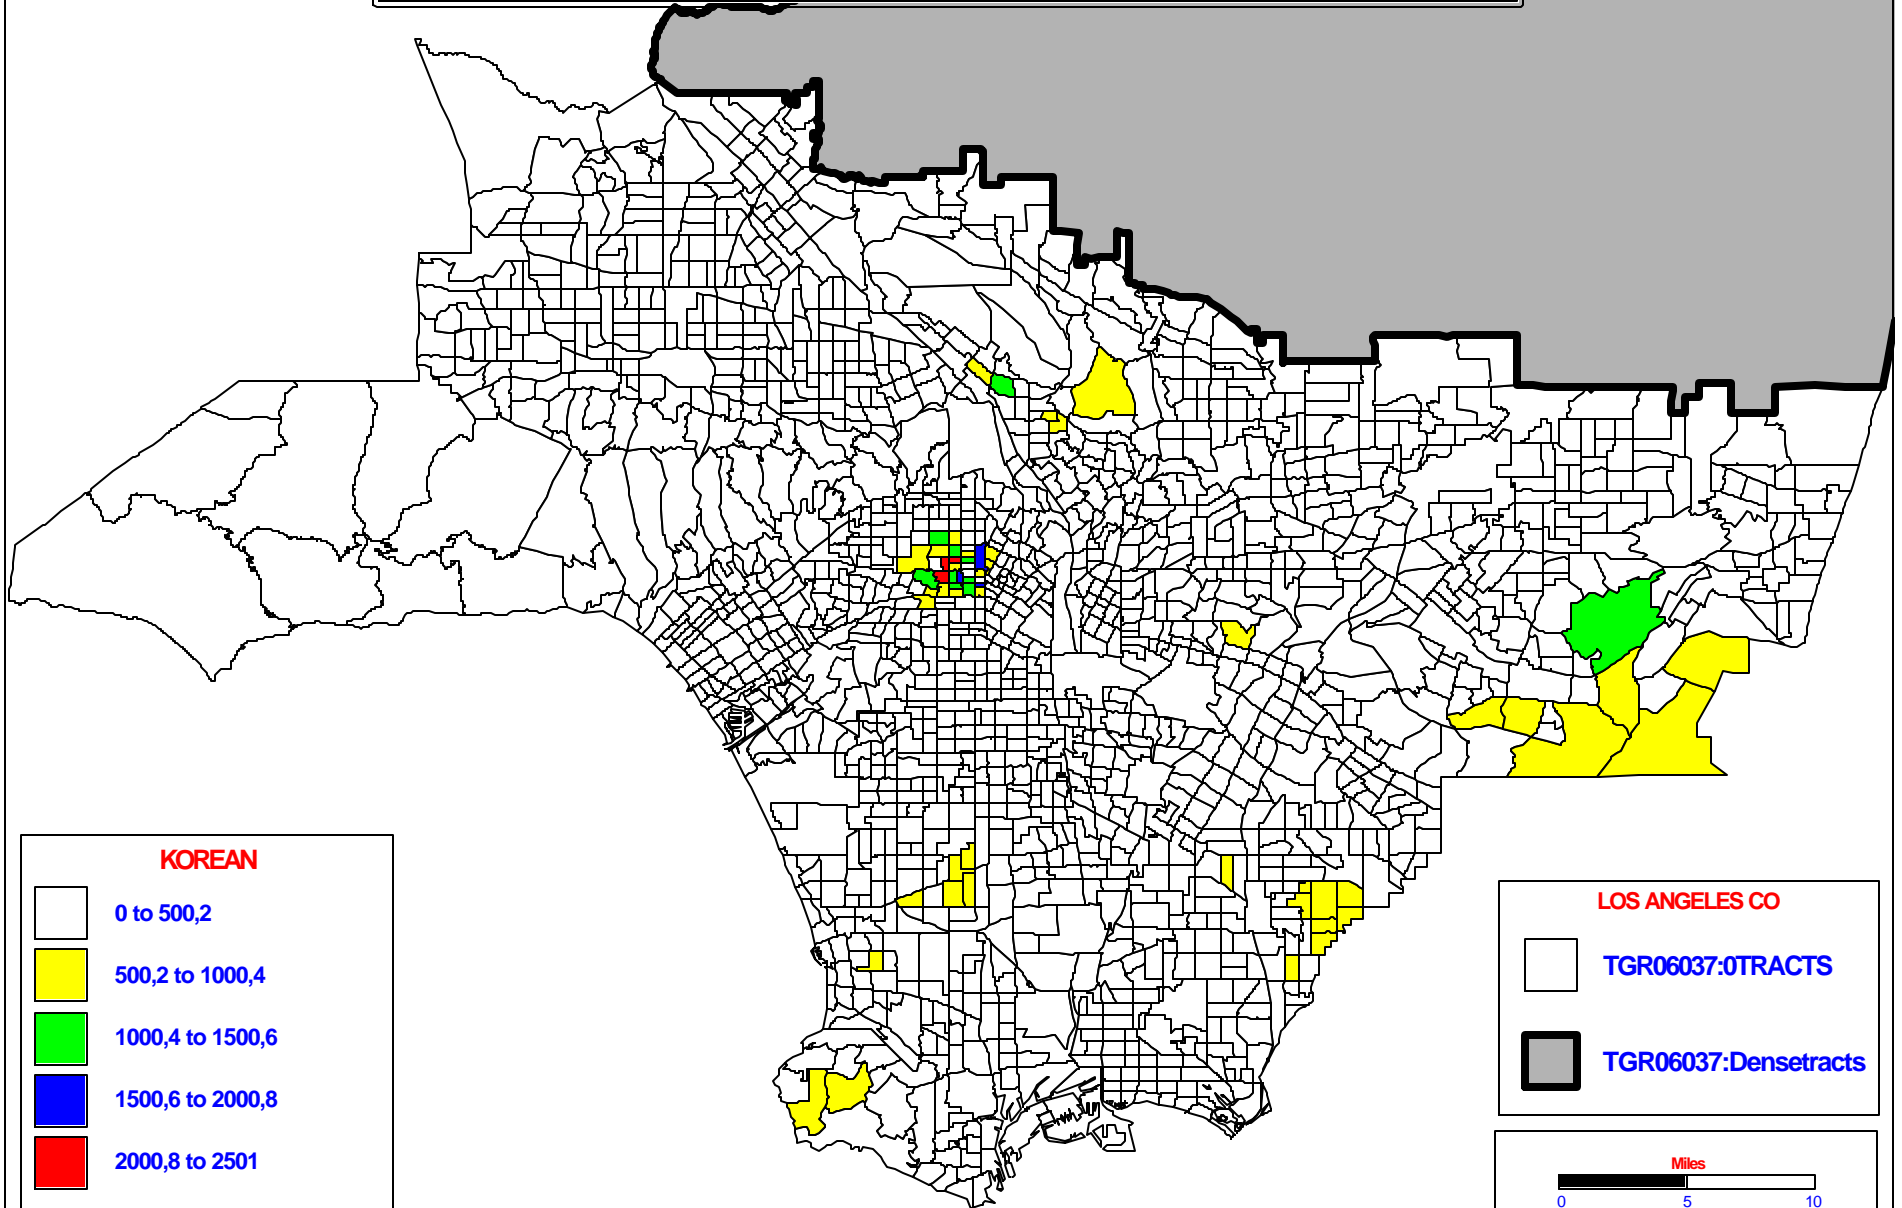 KOREAN
0 to 500,2
500,2 to 1000,4
1000,4 to 1500,6
1500,6 to 2000,8
2000,8 to 2501
LOS ANGELES CO
TGR06037:0TRACTS
TGR06037:Densetracts
Miles
0 5 10